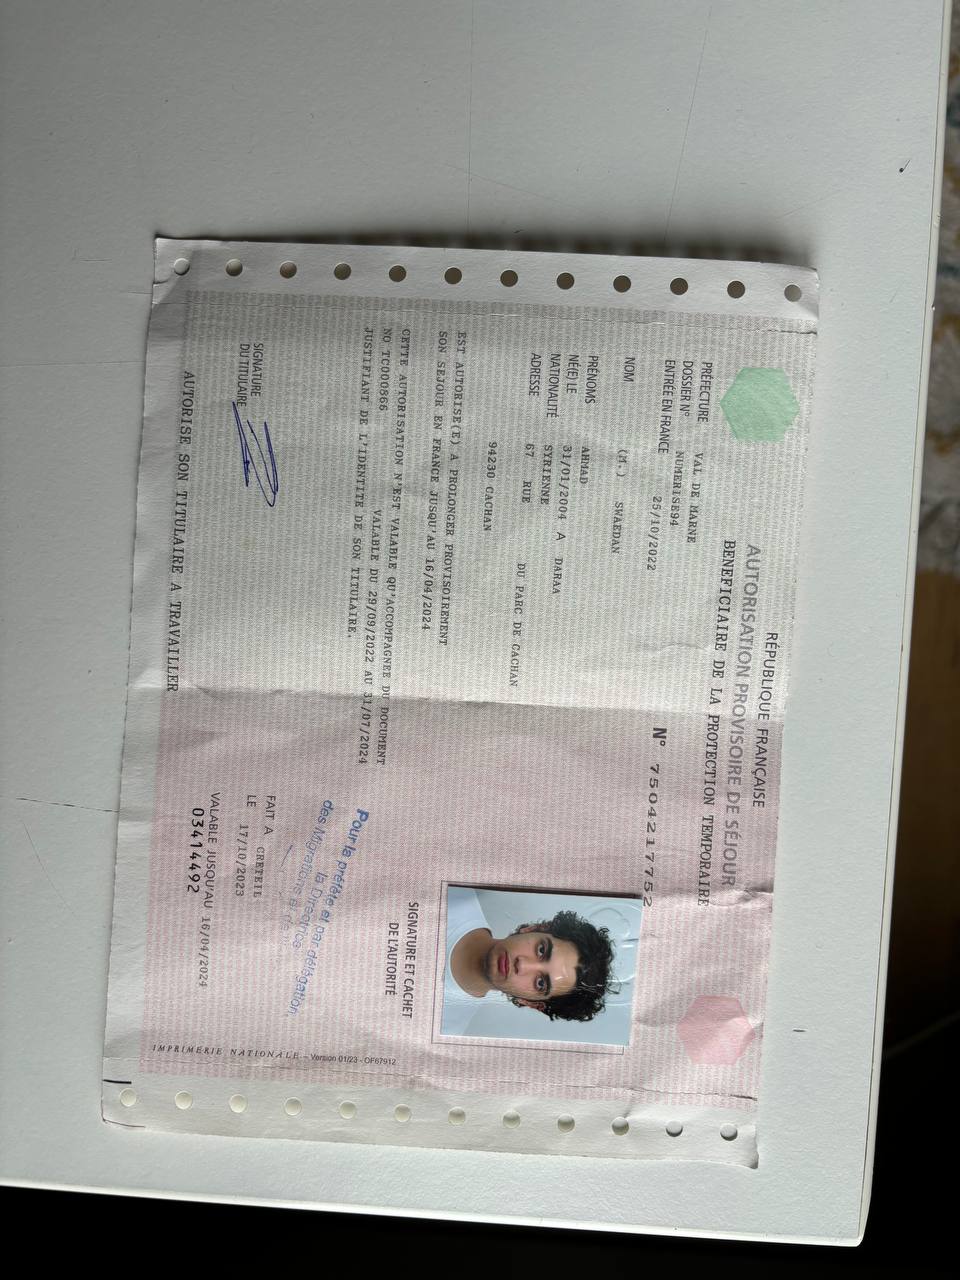 RÉPUBLIQUE FRANÇAISE
AUTORISATION PROVISOIRE DE SÉJOUR
BENEFICIAIRE DE LA PROTECTION TEMPORAIRE
PRÉFECTURE VAL DE MARNE
DOSSIER N° NUMERISE94
ENTRÉE EN FRANCE 25/10/2022
N° 7504217752
NOM (M.) SWAEDAN
PRÉNOMS AHMAD
NÉ(E) LE 31/01/2004 A DARAA
NATIONALITÉ SYRIENNE
ADRESSE 67 RUE DU PARC DE CACHAN
94230 CACHAN
EST AUTORISE(E) A PROLONGER PROVISOIREMENT
SON SEJOUR EN FRANCE JUSQU'AU 16/04/2024
CETTE AUTORISATION N'EST VALABLE QU'ACCOMPAGNEE DU DOCUMENT
NO TC000566 VALABLE DU 29/09/2022 AU 31/07/2024
JUSTIFIANT DE L'IDENTITE DE SON TITULAIRE.
SIGNATURE ET CACHET
DE L'AUTORITÉ
Pour la préfète et par délégation,
la Directrice
des Migrations et de
SIGNATURE
DU TITULAIRE
FAIT A CRETEIL
LE 17/10/2023
VALABLE JUSQU'AU 16/04/2024
03414492
AUTORISE SON TITULAIRE A TRAVAILLER
IMPRIMERIE NATIONALE – Version 01/23 - OF67912